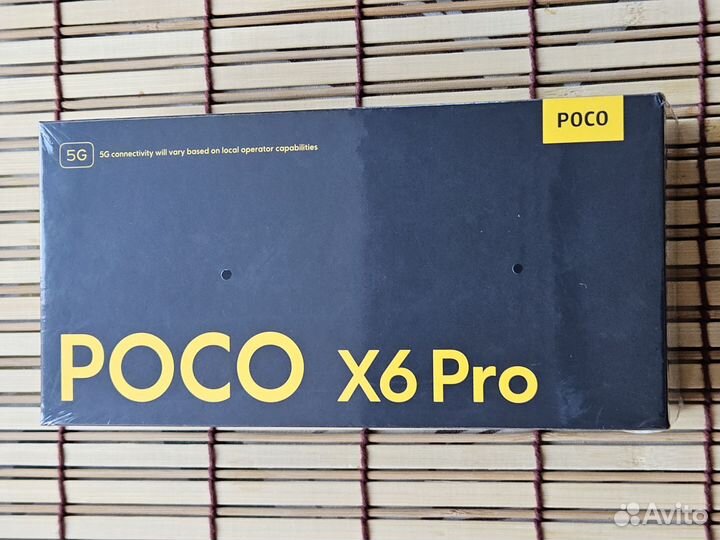 POCO
5G 5G connectivity will vary based on local operator capabilities
POCO X6 Pro
Avito